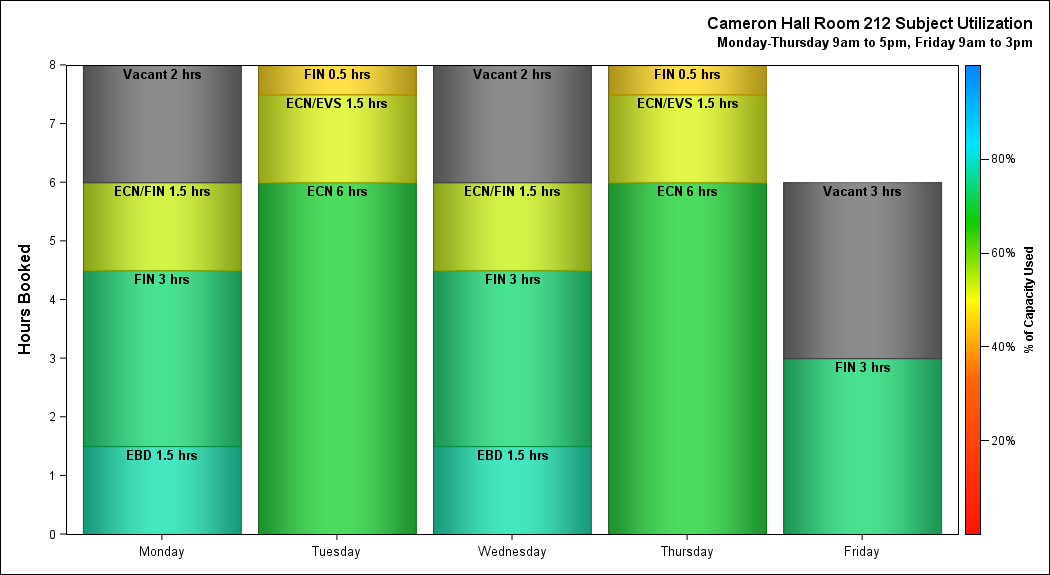 Cameron Hall Room 212 Subject Utilization
Monday-Thursday 9am to 5pm, Friday 9am to 3pm
Hours Booked
8
7
6
5
4
3
2
1
0
Vacant 2 hrs
ECN/FIN 1.5 hrs
FIN 3 hrs
EBD 1.5 hrs
FIN 0.5 hrs
ECN/EVS 1.5 hrs
ECN 6 hrs
Vacant 2 hrs
ECN/FIN 1.5 hrs
FIN 3 hrs
EBD 1.5 hrs
FIN 0.5 hrs
ECN/EVS 1.5 hrs
ECN 6 hrs
Vacant 3 hrs
FIN 3 hrs
Monday
Tuesday
Wednesday
Thursday
Friday
80%
60%
40%
20%
% of Capacity Used